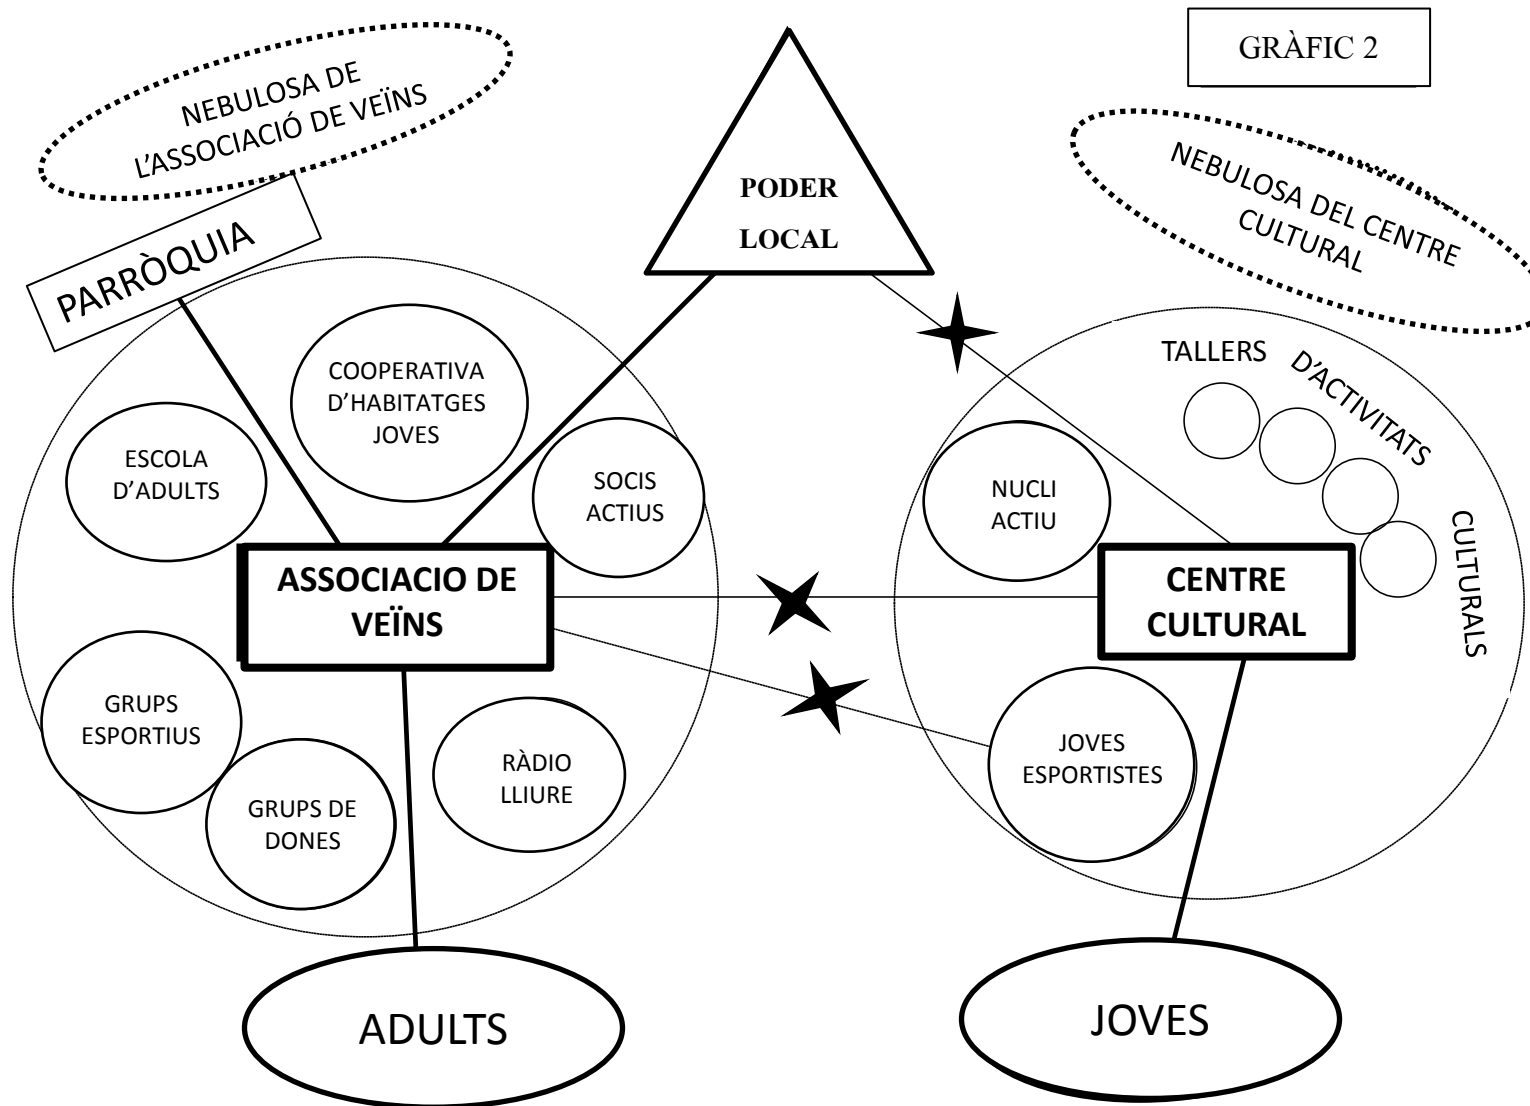 GRÀFIC 2
NEBULOSA DE
L'ASSOCIACIÓ DE VEÏNS
PODER
LOCAL
NEBULOSA DEL CENTRE
CULTURAL
PARRÒQUIA
COOPERATIVA
D'HABITATGES
JOVES
ESCOLA
D'ADULTS
SOCIS
ACTIUS
ASSOCIACIO DE
VEÏNS
GRUPS
ESPORTIUS
GRUPS DE
DONES
RÀDIO
LLIURE
ADULTS
TALLERS
D'ACTIVITATS
CULTURALS
NUCLI
ACTIU
CENTRE
CULTURAL
JOVES
ESPORTISTES
JOVES